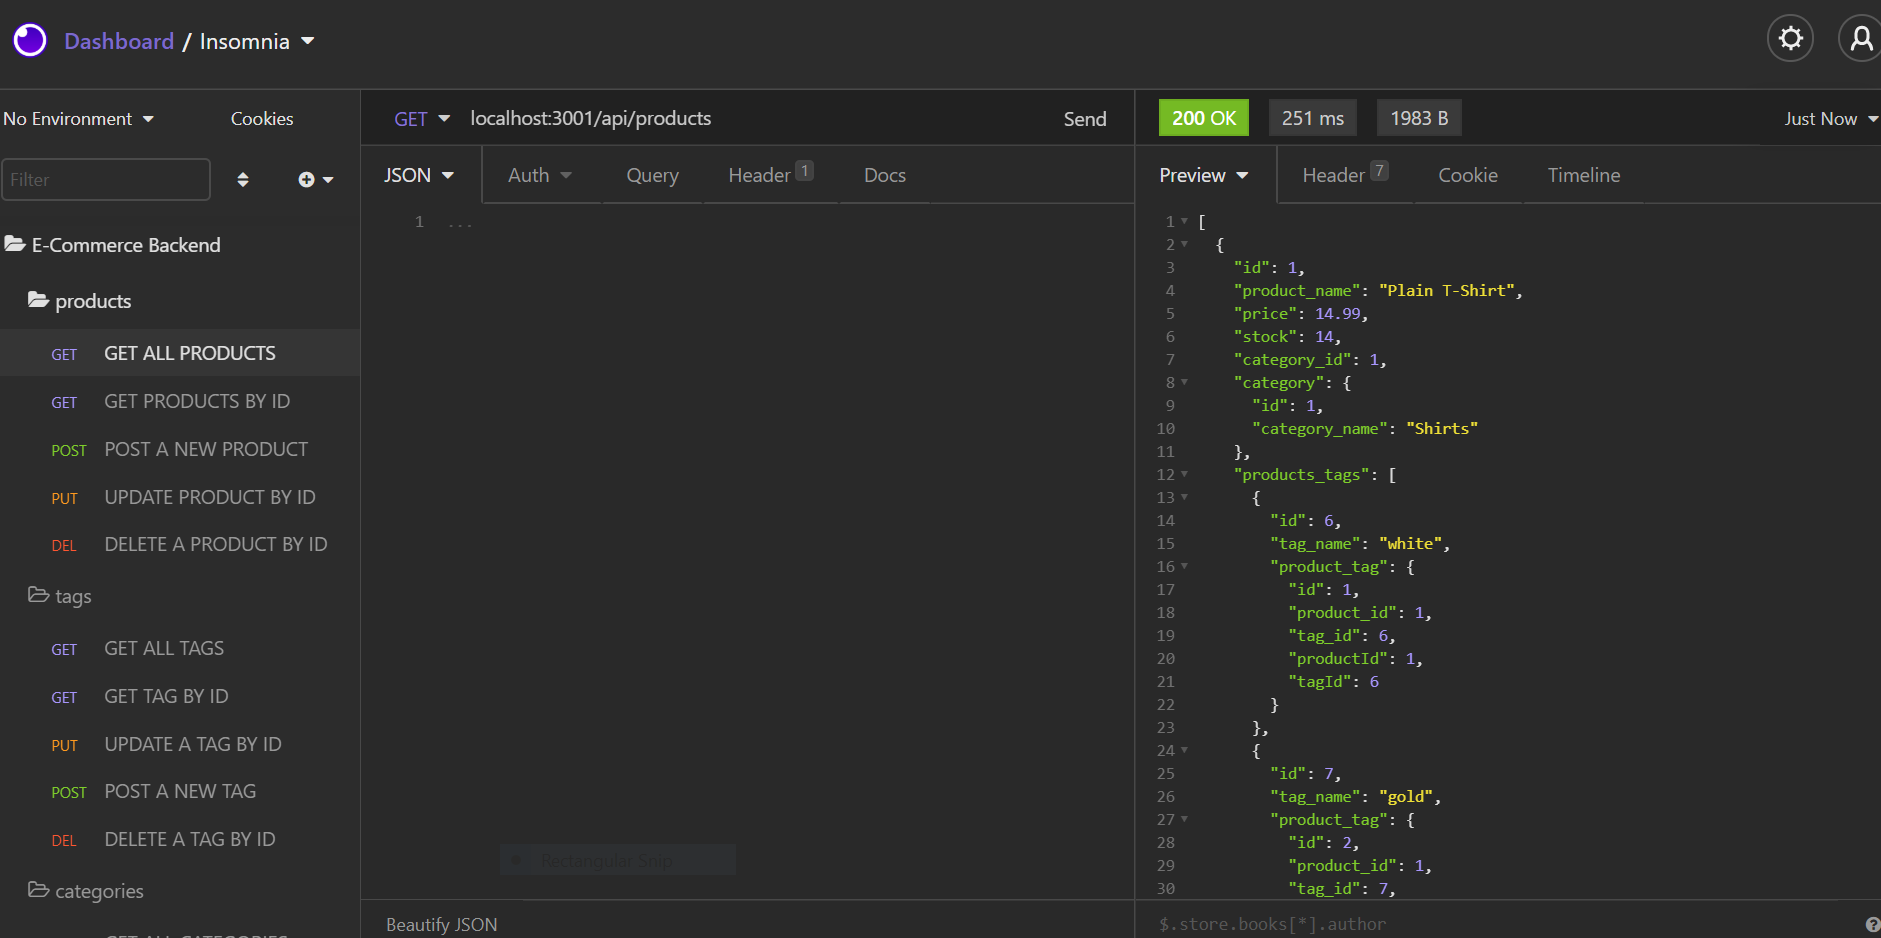 Dashboard / Insomnia
No Environment
Cookies
Filter
E-Commerce Backend
products
GET GET ALL PRODUCTS
GET GET PRODUCTS BY ID
POST POST A NEW PRODUCT
PUT UPDATE PRODUCT BY ID
DEL DELETE A PRODUCT BY ID
tags
GET GET ALL TAGS
GET GET TAG BY ID
PUT UPDATE A TAG BY ID
POST POST A NEW TAG
DEL DELETE A TAG BY ID
categories
GET ALL CATEGORIES
GET localhost:3001/api/products Send
JSON Auth Query Header 1 Docs
1 ...
Rectangular Snip
Beautify JSON
200 OK 251 ms 1983 B Just Now
Preview Header 7 Cookie Timeline
1 [
2 {
3 "id": 1,
4 "product_name": "Plain T-Shirt",
5 "price": 14.99,
6 "stock": 14,
7 "category_id": 1,
8 "category": {
9 "id": 1,
10 "category_name": "Shirts"
11 },
12 "products_tags": [
13 {
14 "id": 6,
15 "tag_name": "white",
16 "product_tag": {
17 "id": 1,
18 "product_id": 1,
19 "tag_id": 6,
20 "productId": 1,
21 "tagId": 6
22 }
23 },
24 {
25 "id": 7,
26 "tag_name": "gold",
27 "product_tag": {
28 "id": 2,
29 "product_id": 1,
30 "tag_id": 7,
$.store.books[*].author
?